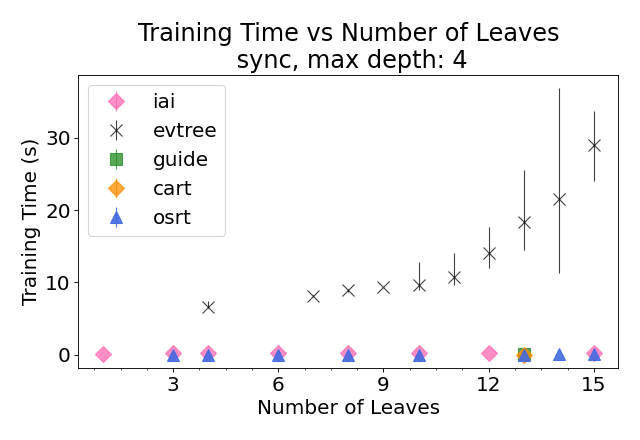 Training Time vs Number of Leaves
sync, max depth: 4
Training Time (s)
30
20
10
0
iai
evtree
guide
cart
osrt
3 6 9 12 15
Number of Leaves